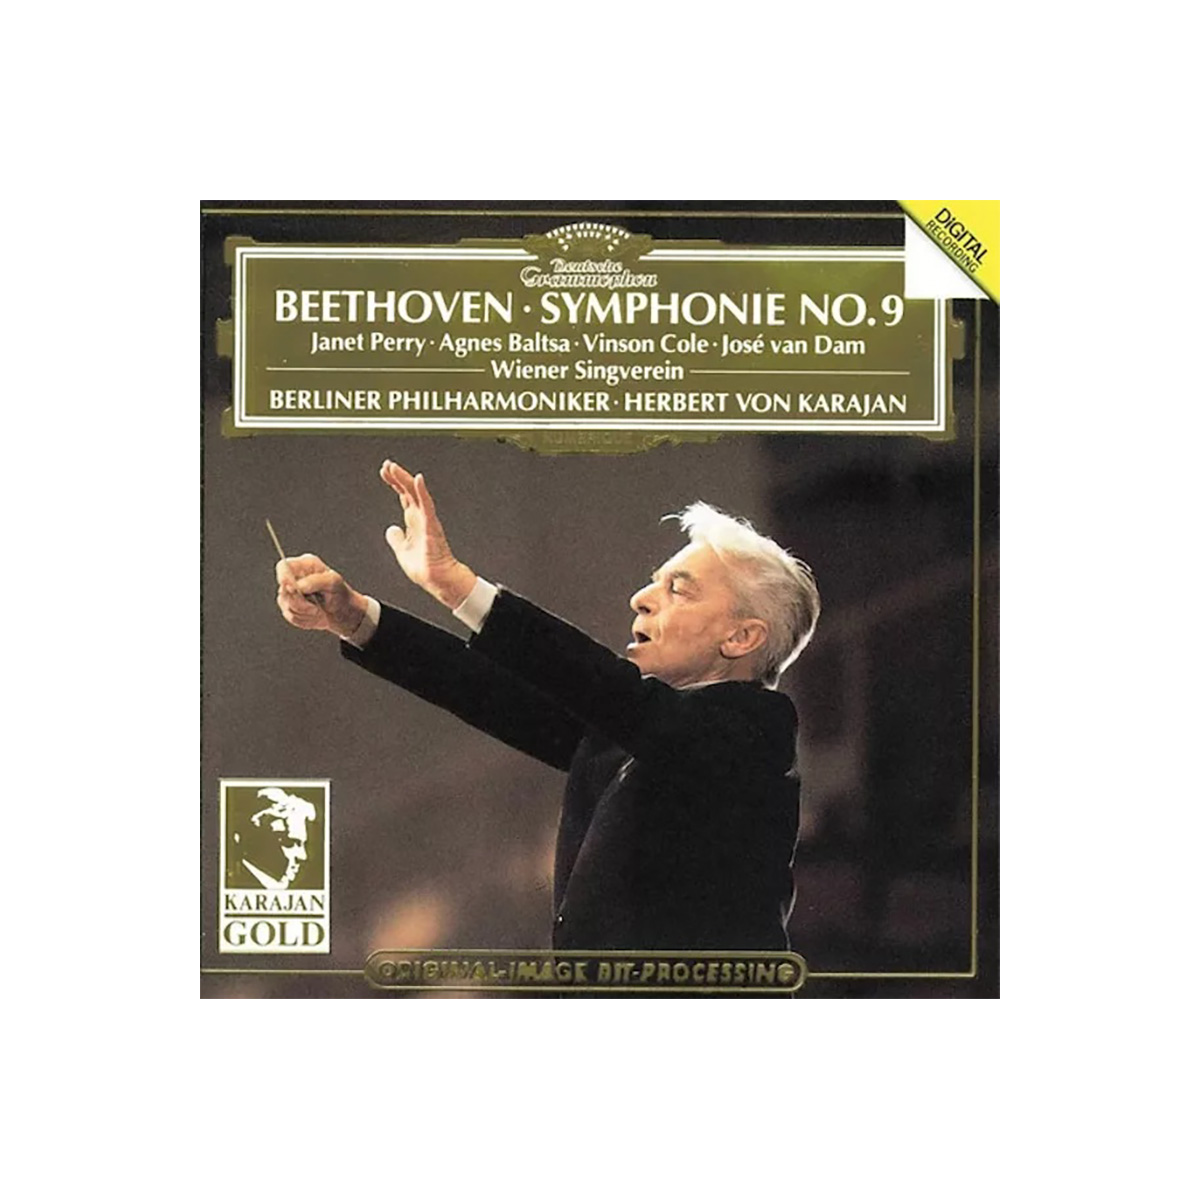 DIGITAL
RECORDING
Deutsche
Grammophon
BEETHOVEN · SYMPHONIE NO. 9
Janet Perry · Agnes Baltsa · Vinson Cole · José van Dam
Wiener Singverein
BERLINER PHILHARMONIKER · HERBERT VON KARAJAN
NUMERIQUE
KARAJAN
GOLD
ORIGINAL-IMAGE BIT-PROCESSING